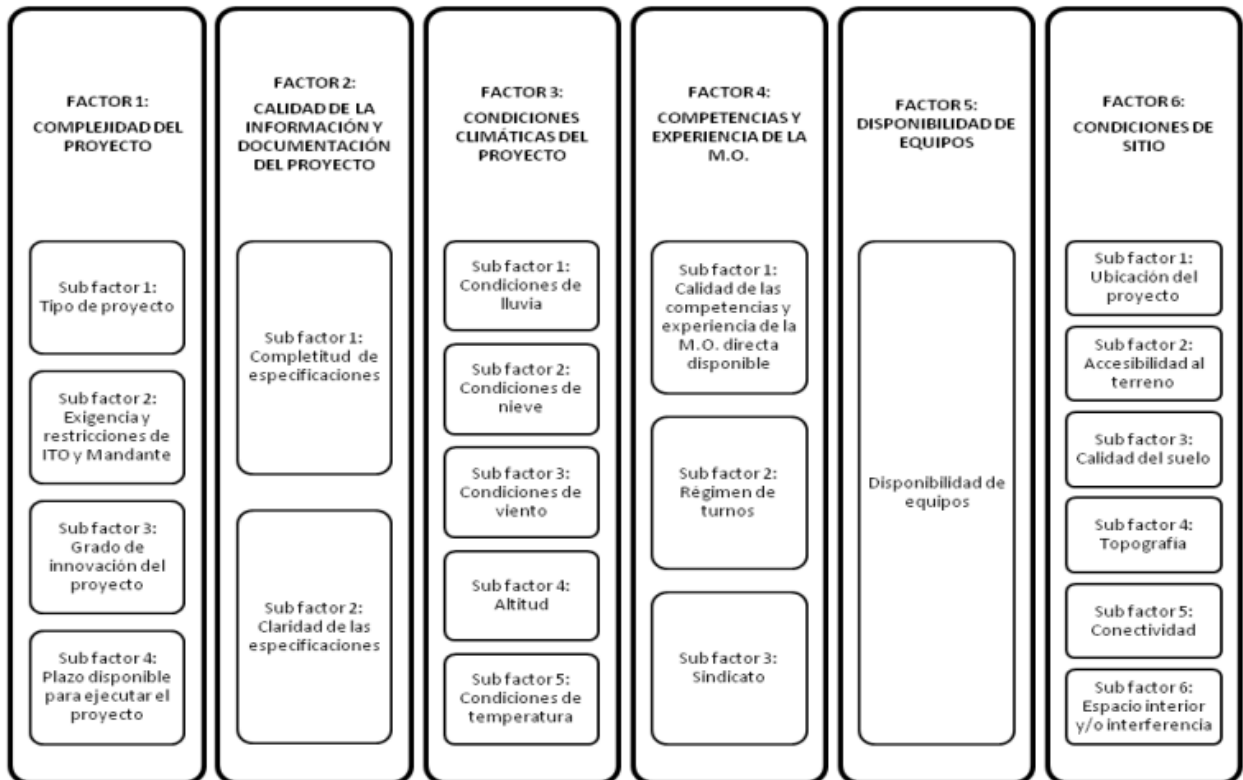 FACTOR 1:
COMPLEJIDAD DEL
PROYECTO
Sub factor 1:
Tipo de proyecto
Sub factor 2:
Exigencia y
restricciones de
ITO y Mandante
Sub factor 3:
Grado de
innovación del
proyecto
Sub factor 4:
Plazo disponible
para ejecutar el
proyecto
FACTOR 2:
CALIDAD DE LA
INFORMACIÓN Y
DOCUMENTACIÓN
DEL PROYECTO
Sub factor 1:
Completitud de
especificaciones
Sub factor 2:
Claridad de las
especificaciones
FACTOR 3:
CONDICIONES
CLIMÁTICAS DEL
PROYECTO
Sub factor 1:
Condiciones de
lluvia
Sub factor 2:
Condiciones de
nieve
Sub factor 3:
Condiciones de
viento
Sub factor 4:
Altitud
Sub factor 5:
Condiciones de
temperatura
FACTOR 4:
COMPETENCIAS Y
EXPERIENCIA DE LA
M.O.
Sub factor 1:
Calidad de las
competencias y
experiencia de la
M.O. directa
disponible
Sub factor 2:
Régimen de
turnos
Sub factor 3:
Sindicato
FACTOR 5:
DISPONIBILIDAD DE
EQUIPOS
Disponibilidad de
equipos
FACTOR 6:
CONDICIONES DE
SITIO
Sub factor 1:
Ubicación del
proyecto
Sub factor 2:
Accesibilidad al
terreno
Sub factor 3:
Calidad del suelo
Sub factor 4:
Topografía
Sub factor 5:
Conectividad
Sub factor 6:
Espacio interior
y/o interferencia